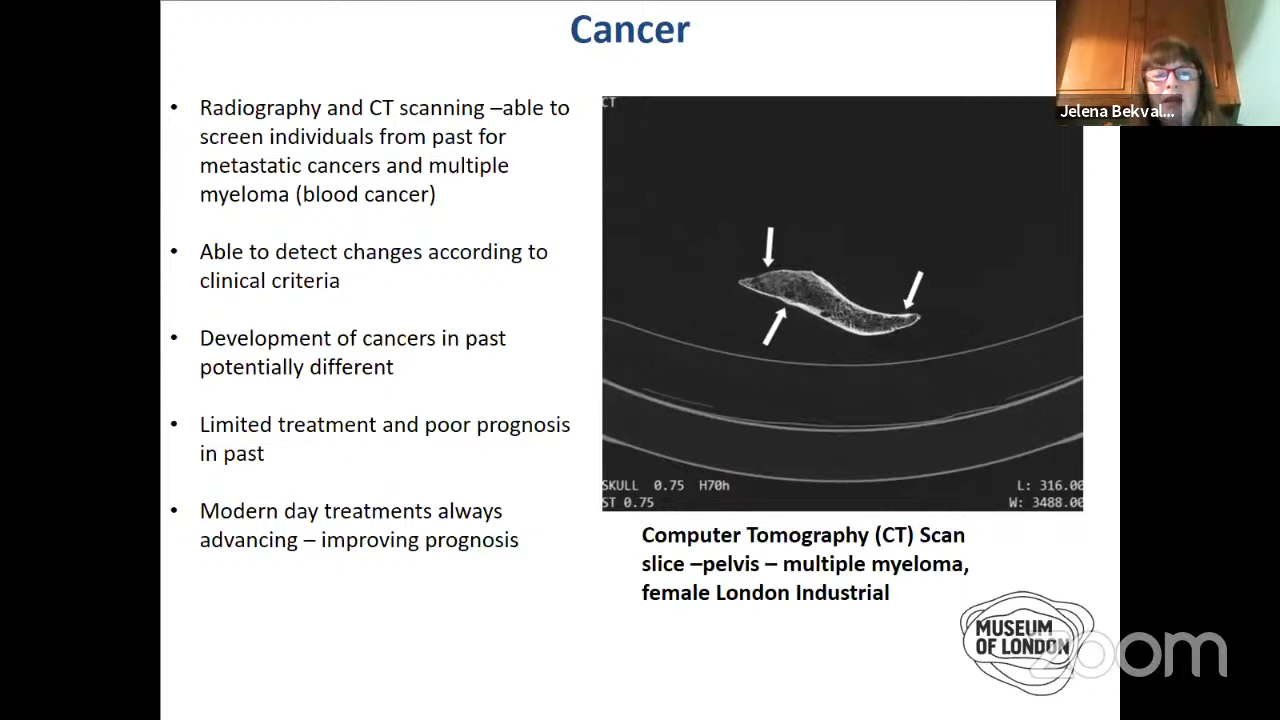 Cancer
Jelena Bekval...
• Radiography and CT scanning –able to
screen individuals from past for
metastatic cancers and multiple
myeloma (blood cancer)
• Able to detect changes according to
clinical criteria
• Development of cancers in past
potentially different
• Limited treatment and poor prognosis
in past
• Modern day treatments always
advancing – improving prognosis
CT
SKULL 0.75 H70h
ST 0.75
L: 316.00
W: 3488.00
Computer Tomography (CT) Scan
slice –pelvis – multiple myeloma,
female London Industrial
MUSEUM
OF LONDON
zoom